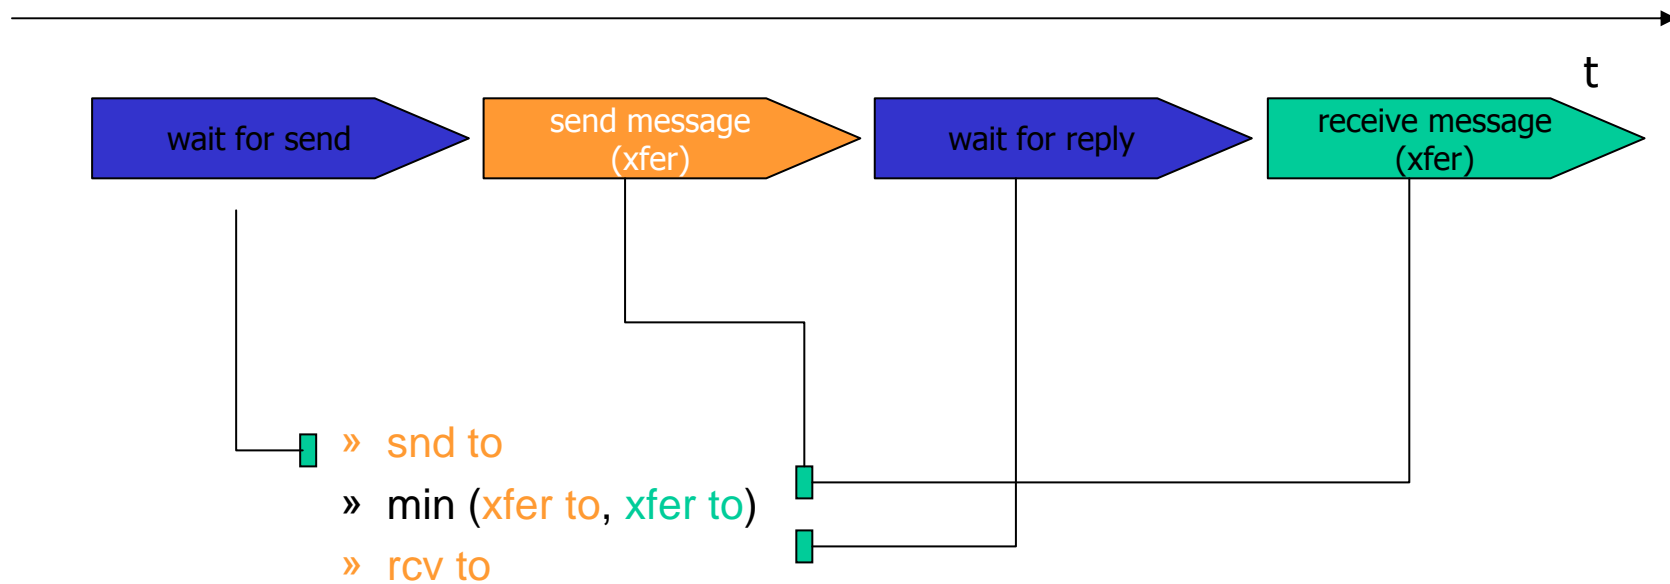 t
wait for send
send message
(xfer)
wait for reply
receive message
(xfer)
» snd to
» min (xfer to, xfer to)
» rcv to